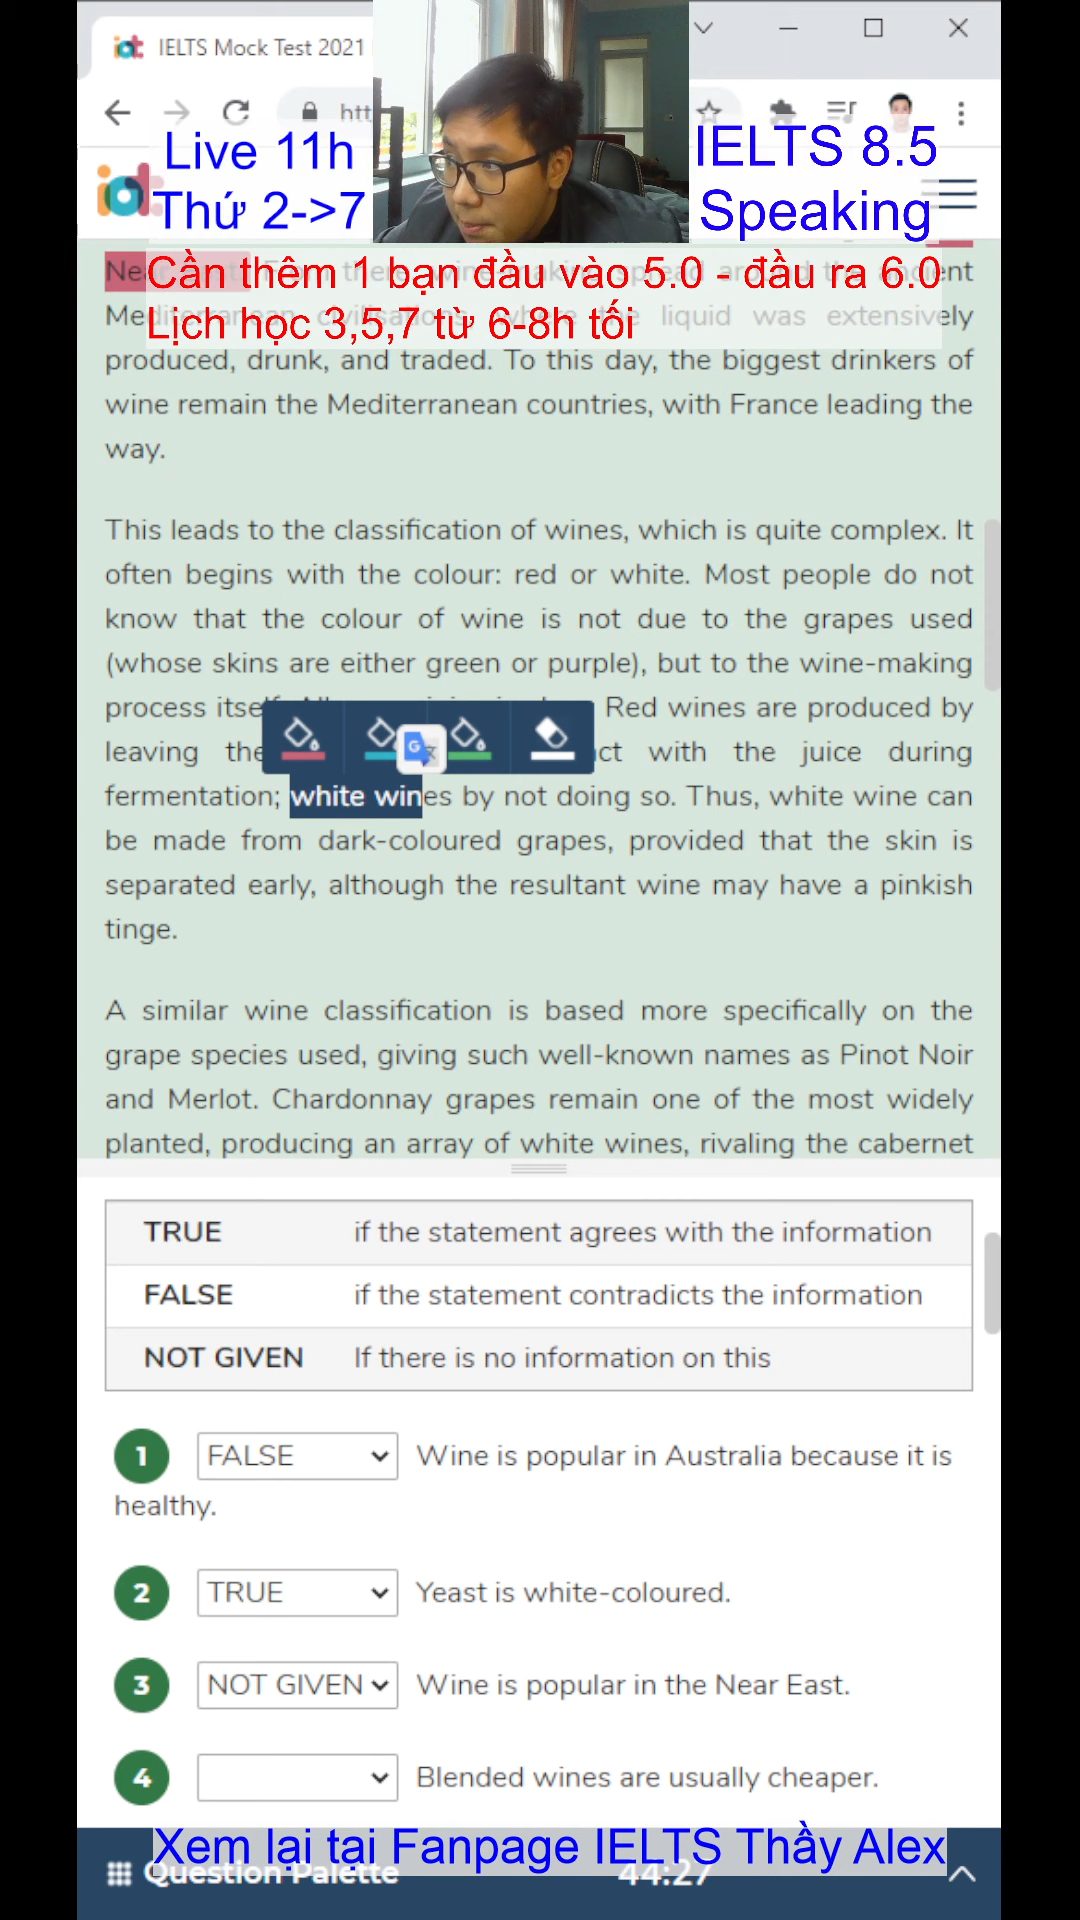 IELTS Mock Test 2021
Live 11h
Thứ 2->7
IELTS 8.5
Speaking
iot
Cần thêm 1 bạn đầu vào 5.0 - đầu ra 6.0
Lịch học 3,5,7 từ 6-8h tối
produced, drunk, and traded. To this day, the biggest drinkers of
wine remain the Mediterranean countries, with France leading the
way.
This leads to the classification of wines, which is quite complex. It
often begins with the colour: red or white. Most people do not
know that the colour of wine is not due to the grapes used
(whose skins are either green or purple), but to the wine-making
process Red wines are produced by
leaving with the juice during
fermentation; white wines by not doing so. Thus, white wine can
be made from dark-coloured grapes, provided that the skin is
separated early, although the resultant wine may have a pinkish
tinge.
A similar wine classification is based more specifically on the
grape species used, giving such well-known names as Pinot Noir
and Merlot. Chardonnay grapes remain one of the most widely
planted, producing an array of white wines, rivaling the cabernet
TRUE if the statement agrees with the information
FALSE if the statement contradicts the information
NOT GIVEN If there is no information on this
1 FALSE Wine is popular in Australia because it is
healthy.
2 TRUE Yeast is white-coloured.
3 NOT GIVEN Wine is popular in the Near East.
4 Blended wines are usually cheaper.
Xem lại tại Fanpage IELTS Thầy Alex
Question Palette 44:27